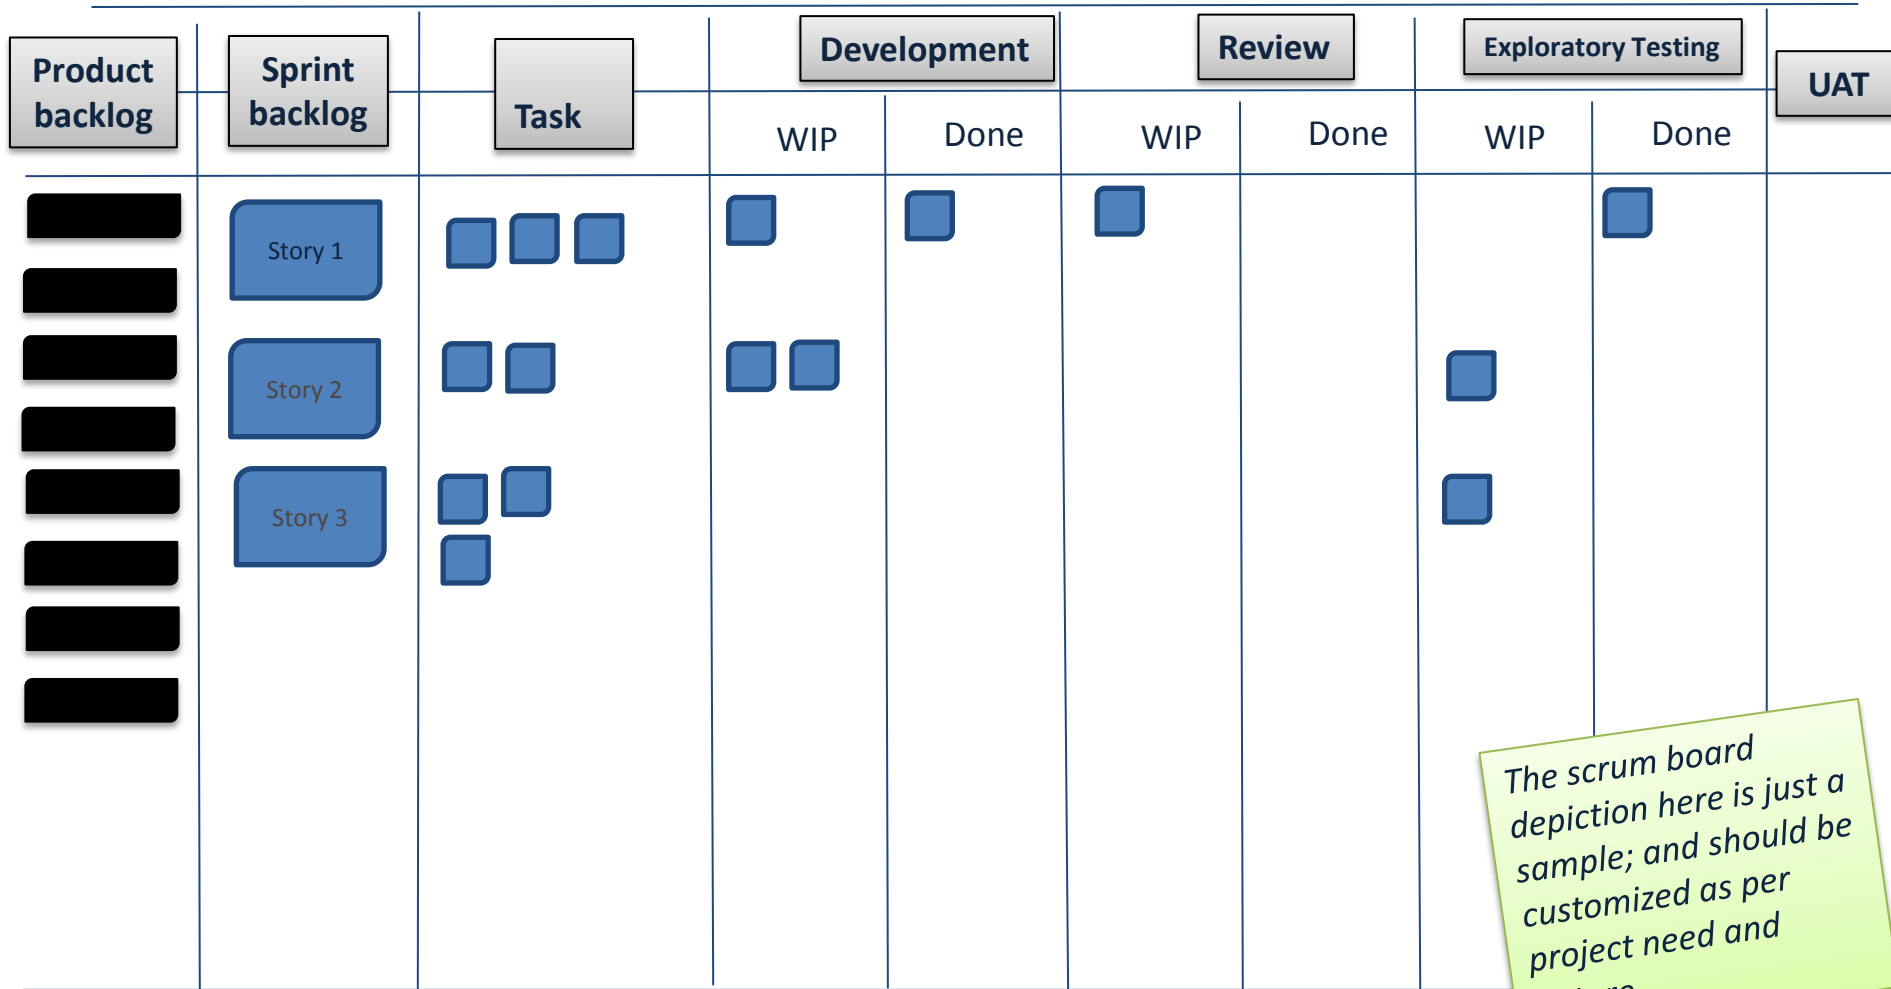 Product
backlog
Sprint
backlog
Task
Development
Review
Exploratory Testing
UAT
WIP
Done
WIP
Done
WIP
Done
Story 1
Story 2
Story 3
The scrum board
depiction here is just a
sample; and should be
customized as per
project need and